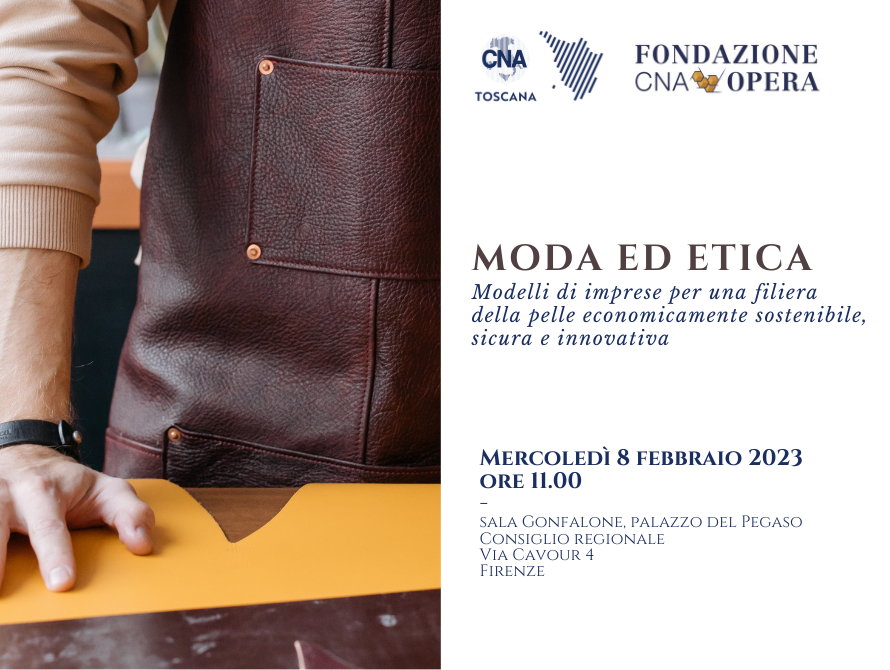 CNA
TOSCANA
FONDAZIONE
CNA OPERA
MODA ED ETICA
Modelli di imprese per una filiera
della pelle economicamente sostenibile,
sicura e innovativa
Mercoledì 8 febbraio 2023
ore 11.00
–
sala Gonfalone, palazzo del Pegaso
Consiglio regionale
Via Cavour 4
Firenze